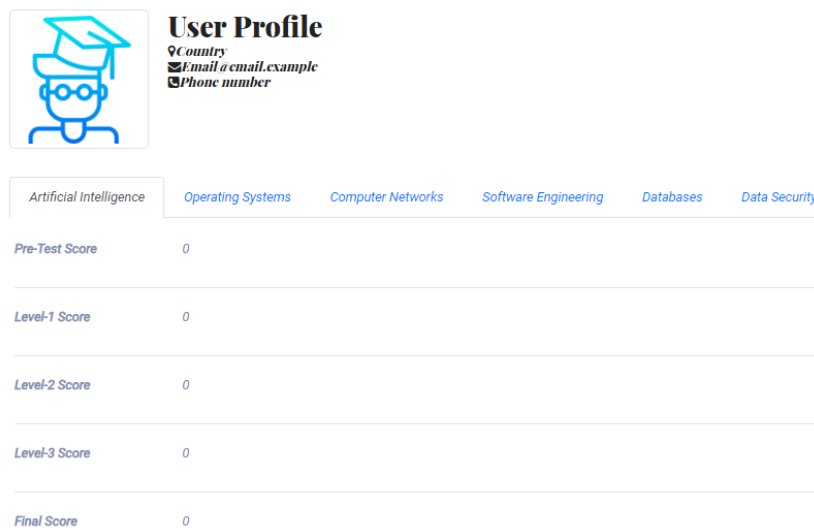 User Profile
Country
Email@email.example
Phone number
Artificial Intelligence Operating Systems Computer Networks Software Engineering Databases Data Security
Pre-Test Score 0
Level-1 Score 0
Level-2 Score 0
Level-3 Score 0
Final Score 0